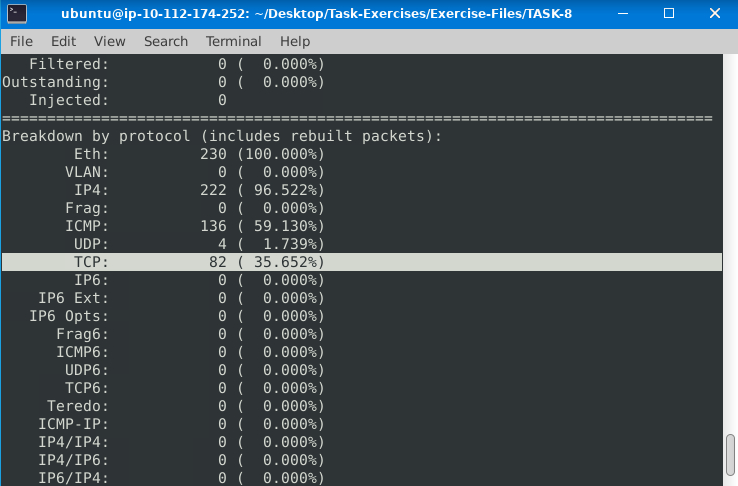 ubuntu@ip-10-112-174-252: ~/Desktop/Task-Exercises/Exercise-Files/TASK-8
File Edit View Search Terminal Help
Filtered: 0 ( 0.000%)
Outstanding: 0 ( 0.000%)
Injected: 0
===============================================================================
Breakdown by protocol (includes rebuilt packets):
Eth: 230 (100.000%)
VLAN: 0 ( 0.000%)
IP4: 222 ( 96.522%)
Frag: 0 ( 0.000%)
ICMP: 136 ( 59.130%)
UDP: 4 ( 1.739%)
TCP: 82 ( 35.652%)
IP6: 0 ( 0.000%)
IP6 Ext: 0 ( 0.000%)
IP6 Opts: 0 ( 0.000%)
Frag6: 0 ( 0.000%)
ICMP6: 0 ( 0.000%)
UDP6: 0 ( 0.000%)
TCP6: 0 ( 0.000%)
Teredo: 0 ( 0.000%)
ICMP-IP: 0 ( 0.000%)
IP4/IP4: 0 ( 0.000%)
IP4/IP6: 0 ( 0.000%)
IP6/IP4: 0 ( 0.000%)